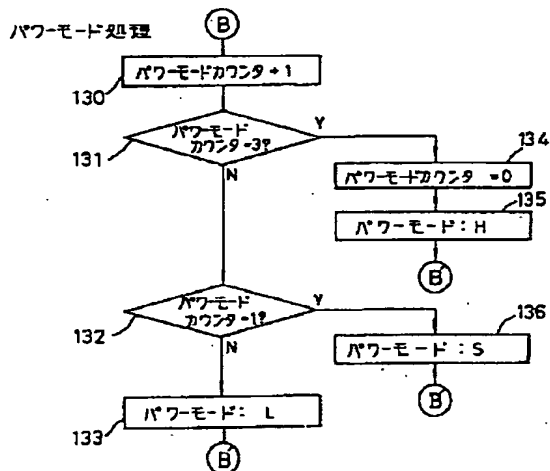 パワーモード処理
B
パワーモードカウンタ+1
130
パワーモード
カウンタ=3?
Y
131
N
134
パワーモードカウンタ =0
135
パワーモード:H
B
パワーモード
カウンタ=1?
Y
132
N
136
パワーモード:S
B
パワーモード: L
133
B